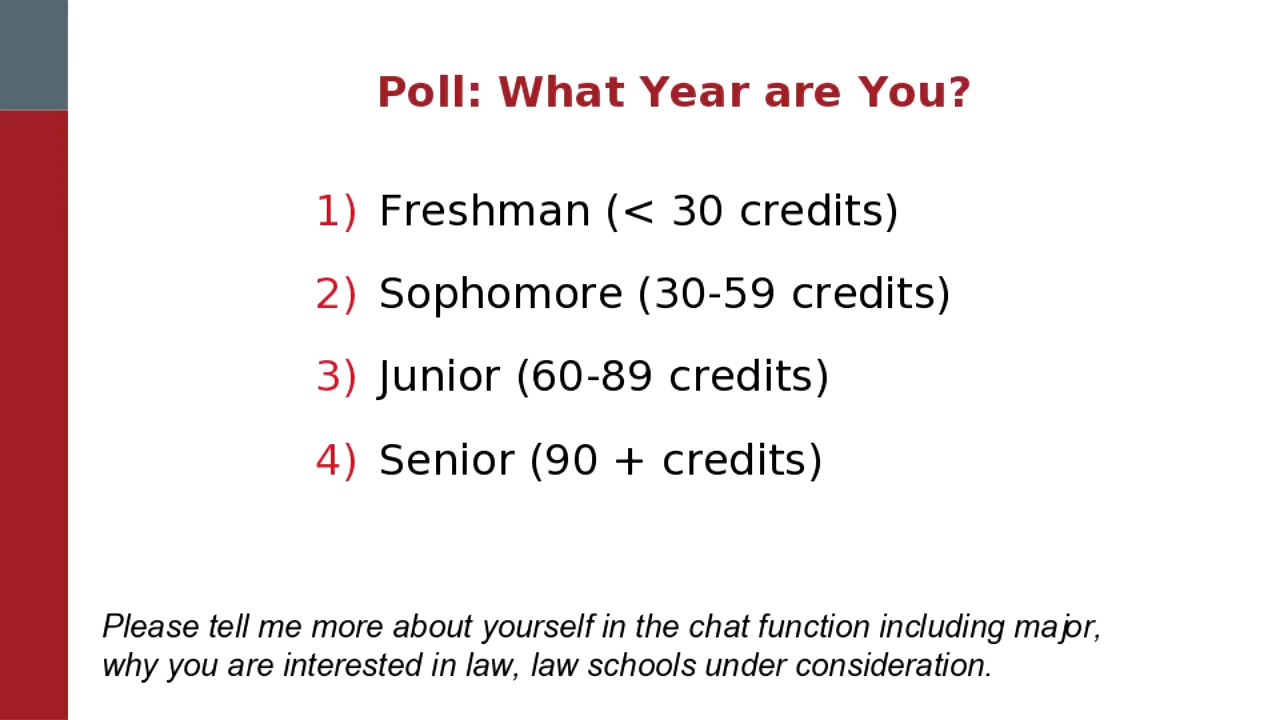 Poll: What Year are You?
1) Freshman (< 30 credits)
2) Sophomore (30-59 credits)
3) Junior (60-89 credits)
4) Senior (90 + credits)
Please tell me more about yourself in the chat function including major,
why you are interested in law, law schools under consideration.